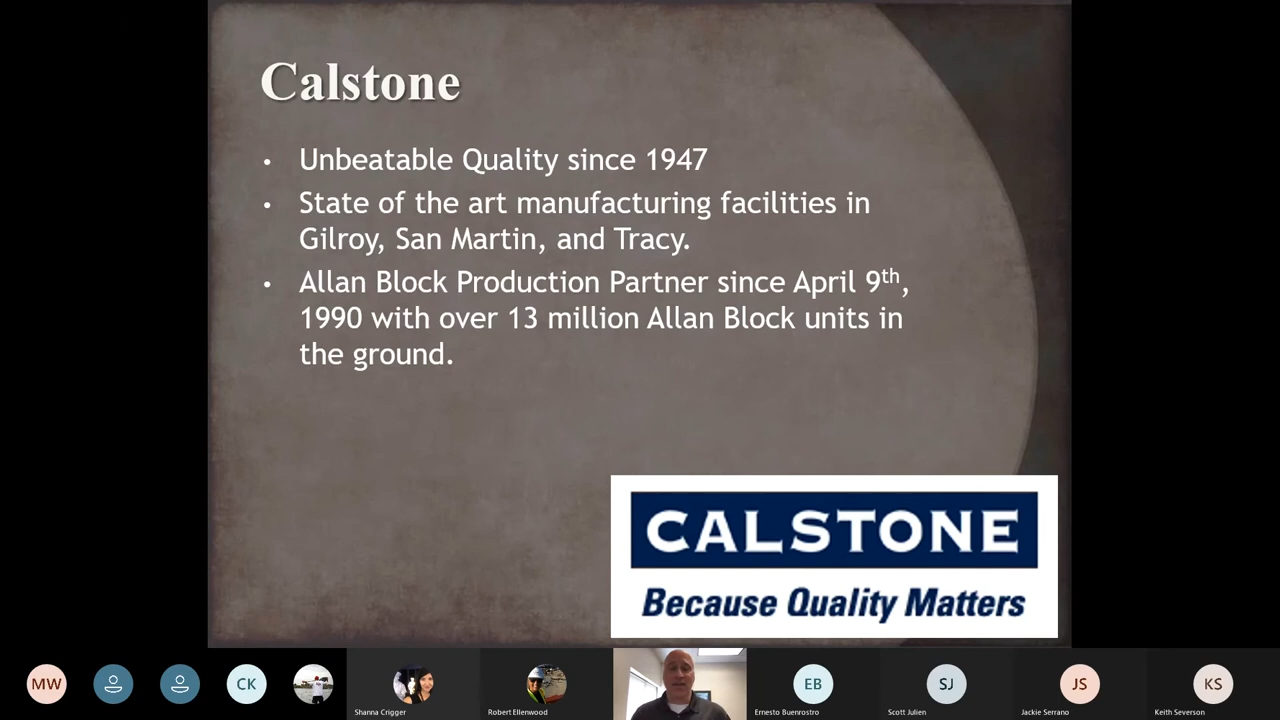 Calstone
• Unbeatable Quality since 1947
• State of the art manufacturing facilities in
Gilroy, San Martin, and Tracy.
• Allan Block Production Partner since April 9th,
1990 with over 13 million Allan Block units in
the ground.
CALSTONE
Because Quality Matters
MW
CK
EB
SJ
JS
KS
Shanna Crigger
Robert Ellenwood
Ernesto Buenrostro
Scott Julien
Jackie Serrano
Keith Severson